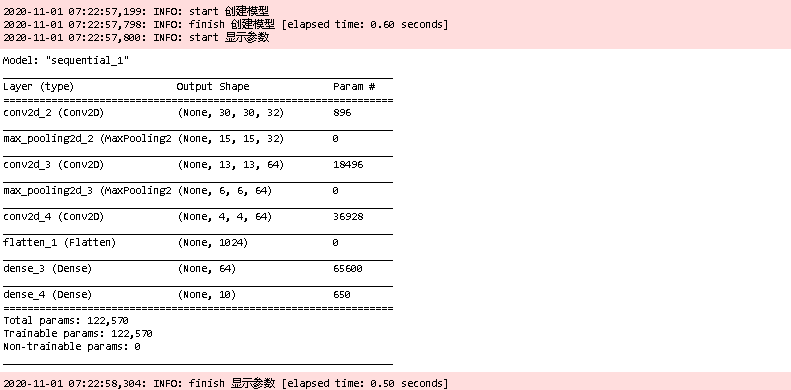 2020-11-01 07:22:57,199: INFO: start 创建模型
2020-11-01 07:22:57,798: INFO: finish 创建模型 [elapsed time: 0.60 seconds]
2020-11-01 07:22:57,800: INFO: start 显示参数
Model: "sequential_1"
Layer (type) Output Shape Param #
conv2d_2 (Conv2D) (None, 30, 30, 32) 896
max_pooling2d_2 (MaxPooling2 (None, 15, 15, 32) 0
conv2d_3 (Conv2D) (None, 13, 13, 64) 18496
max_pooling2d_3 (MaxPooling2 (None, 6, 6, 64) 0
conv2d_4 (Conv2D) (None, 4, 4, 64) 36928
flatten_1 (Flatten) (None, 1024) 0
dense_3 (Dense) (None, 64) 65600
dense_4 (Dense) (None, 10) 650
Total params: 122,570
Trainable params: 122,570
Non-trainable params: 0
2020-11-01 07:22:58,304: INFO: finish 显示参数 [elapsed time: 0.50 seconds]